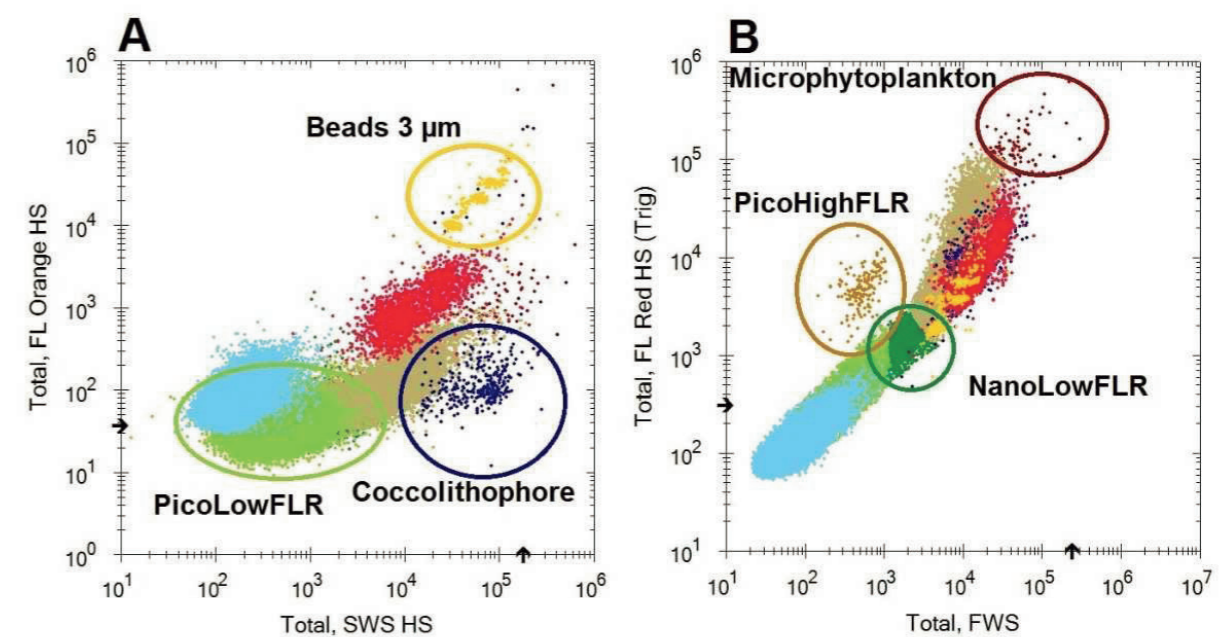 A
10^6
10^5
10^4
10^3
10^2
10^1
10^0
Total, FL Orange HS
Beads 3 µm
PicoLowFLR
Coccolithophore
10^1 10^2 10^3 10^4 10^5 10^6
Total, SWS HS
B
10^6
10^5
10^4
10^3
10^2
10^1
Total, FL Red HS (Trig)
Microphytoplankton
PicoHighFLR
NanoLowFLR
10^1 10^2 10^3 10^4 10^5 10^6 10^7
Total, FWS